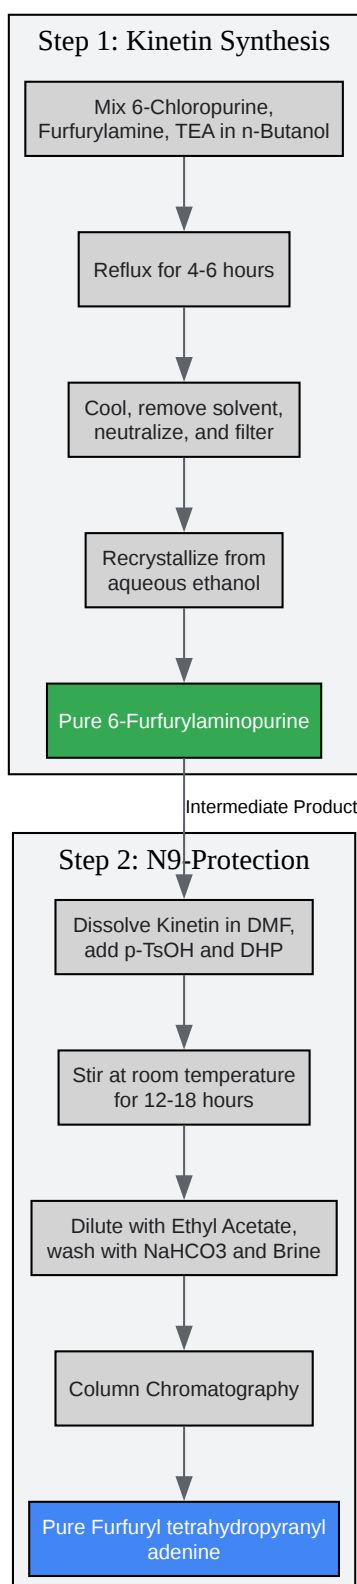 Step 1: Kinetin Synthesis
Mix 6-Chloropurine,
Furfurylamine, TEA in n-Butanol
Reflux for 4-6 hours
Cool, remove solvent,
neutralize, and filter
Recrystallize from
aqueous ethanol
Pure 6-Furfurylaminopurine
Intermediate Product
Step 2: N9-Protection
Dissolve Kinetin in DMF,
add p-TsOH and DHP
Stir at room temperature
for 12-18 hours
Dilute with Ethyl Acetate,
wash with NaHCO3 and Brine
Column Chromatography
Pure Furfuryl tetrahydropyranyl
adenine